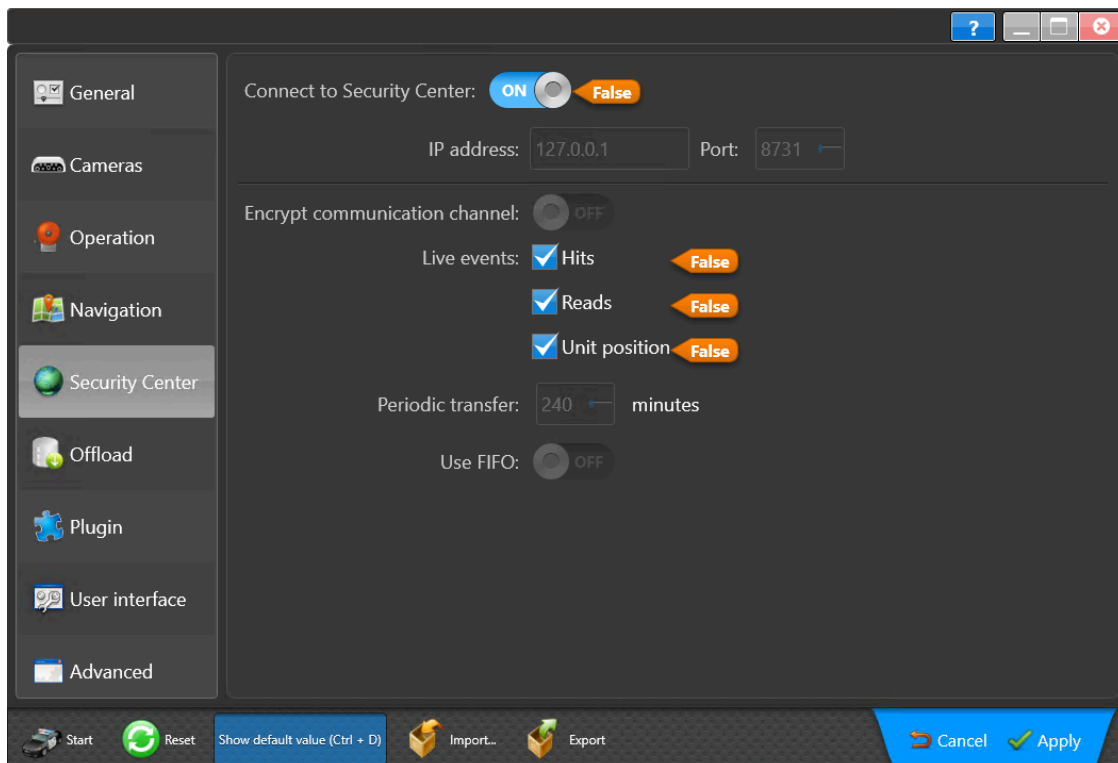 ?
General
Cameras
Operation
Navigation
Security Center
Offload
Plugin
User interface
Advanced
Connect to Security Center: ON False
IP address: 127.0.0.1 Port: 8731
Encrypt communication channel: OFF
Live events: Hits False
Reads False
Unit position False
Periodic transfer: 240 minutes
Use FIFO: OFF
Start Reset Show default value (Ctrl + D) Import... Export Cancel Apply